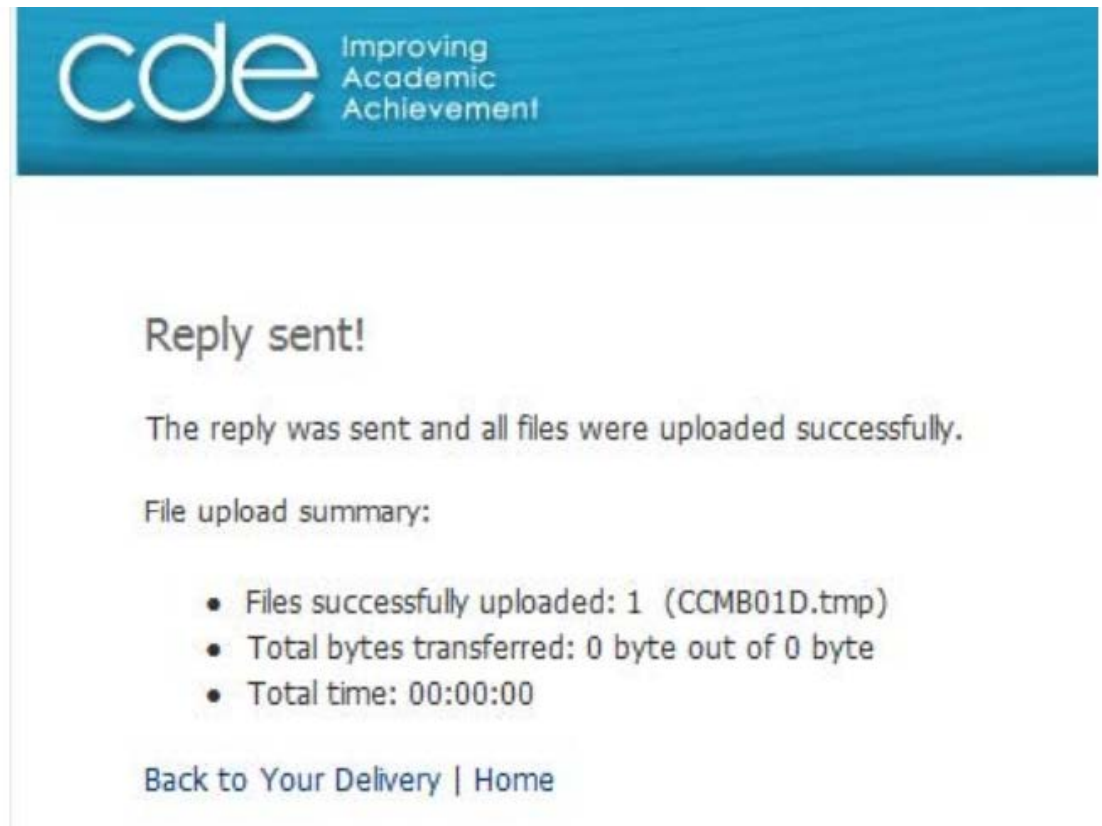 cde
Improving
Academic
Achievement
Reply sent!
The reply was sent and all files were uploaded successfully.
File upload summary:
• Files successfully uploaded: 1 (CCMB01D.tmp)
• Total bytes transferred: 0 byte out of 0 byte
• Total time: 00:00:00
Back to Your Delivery | Home